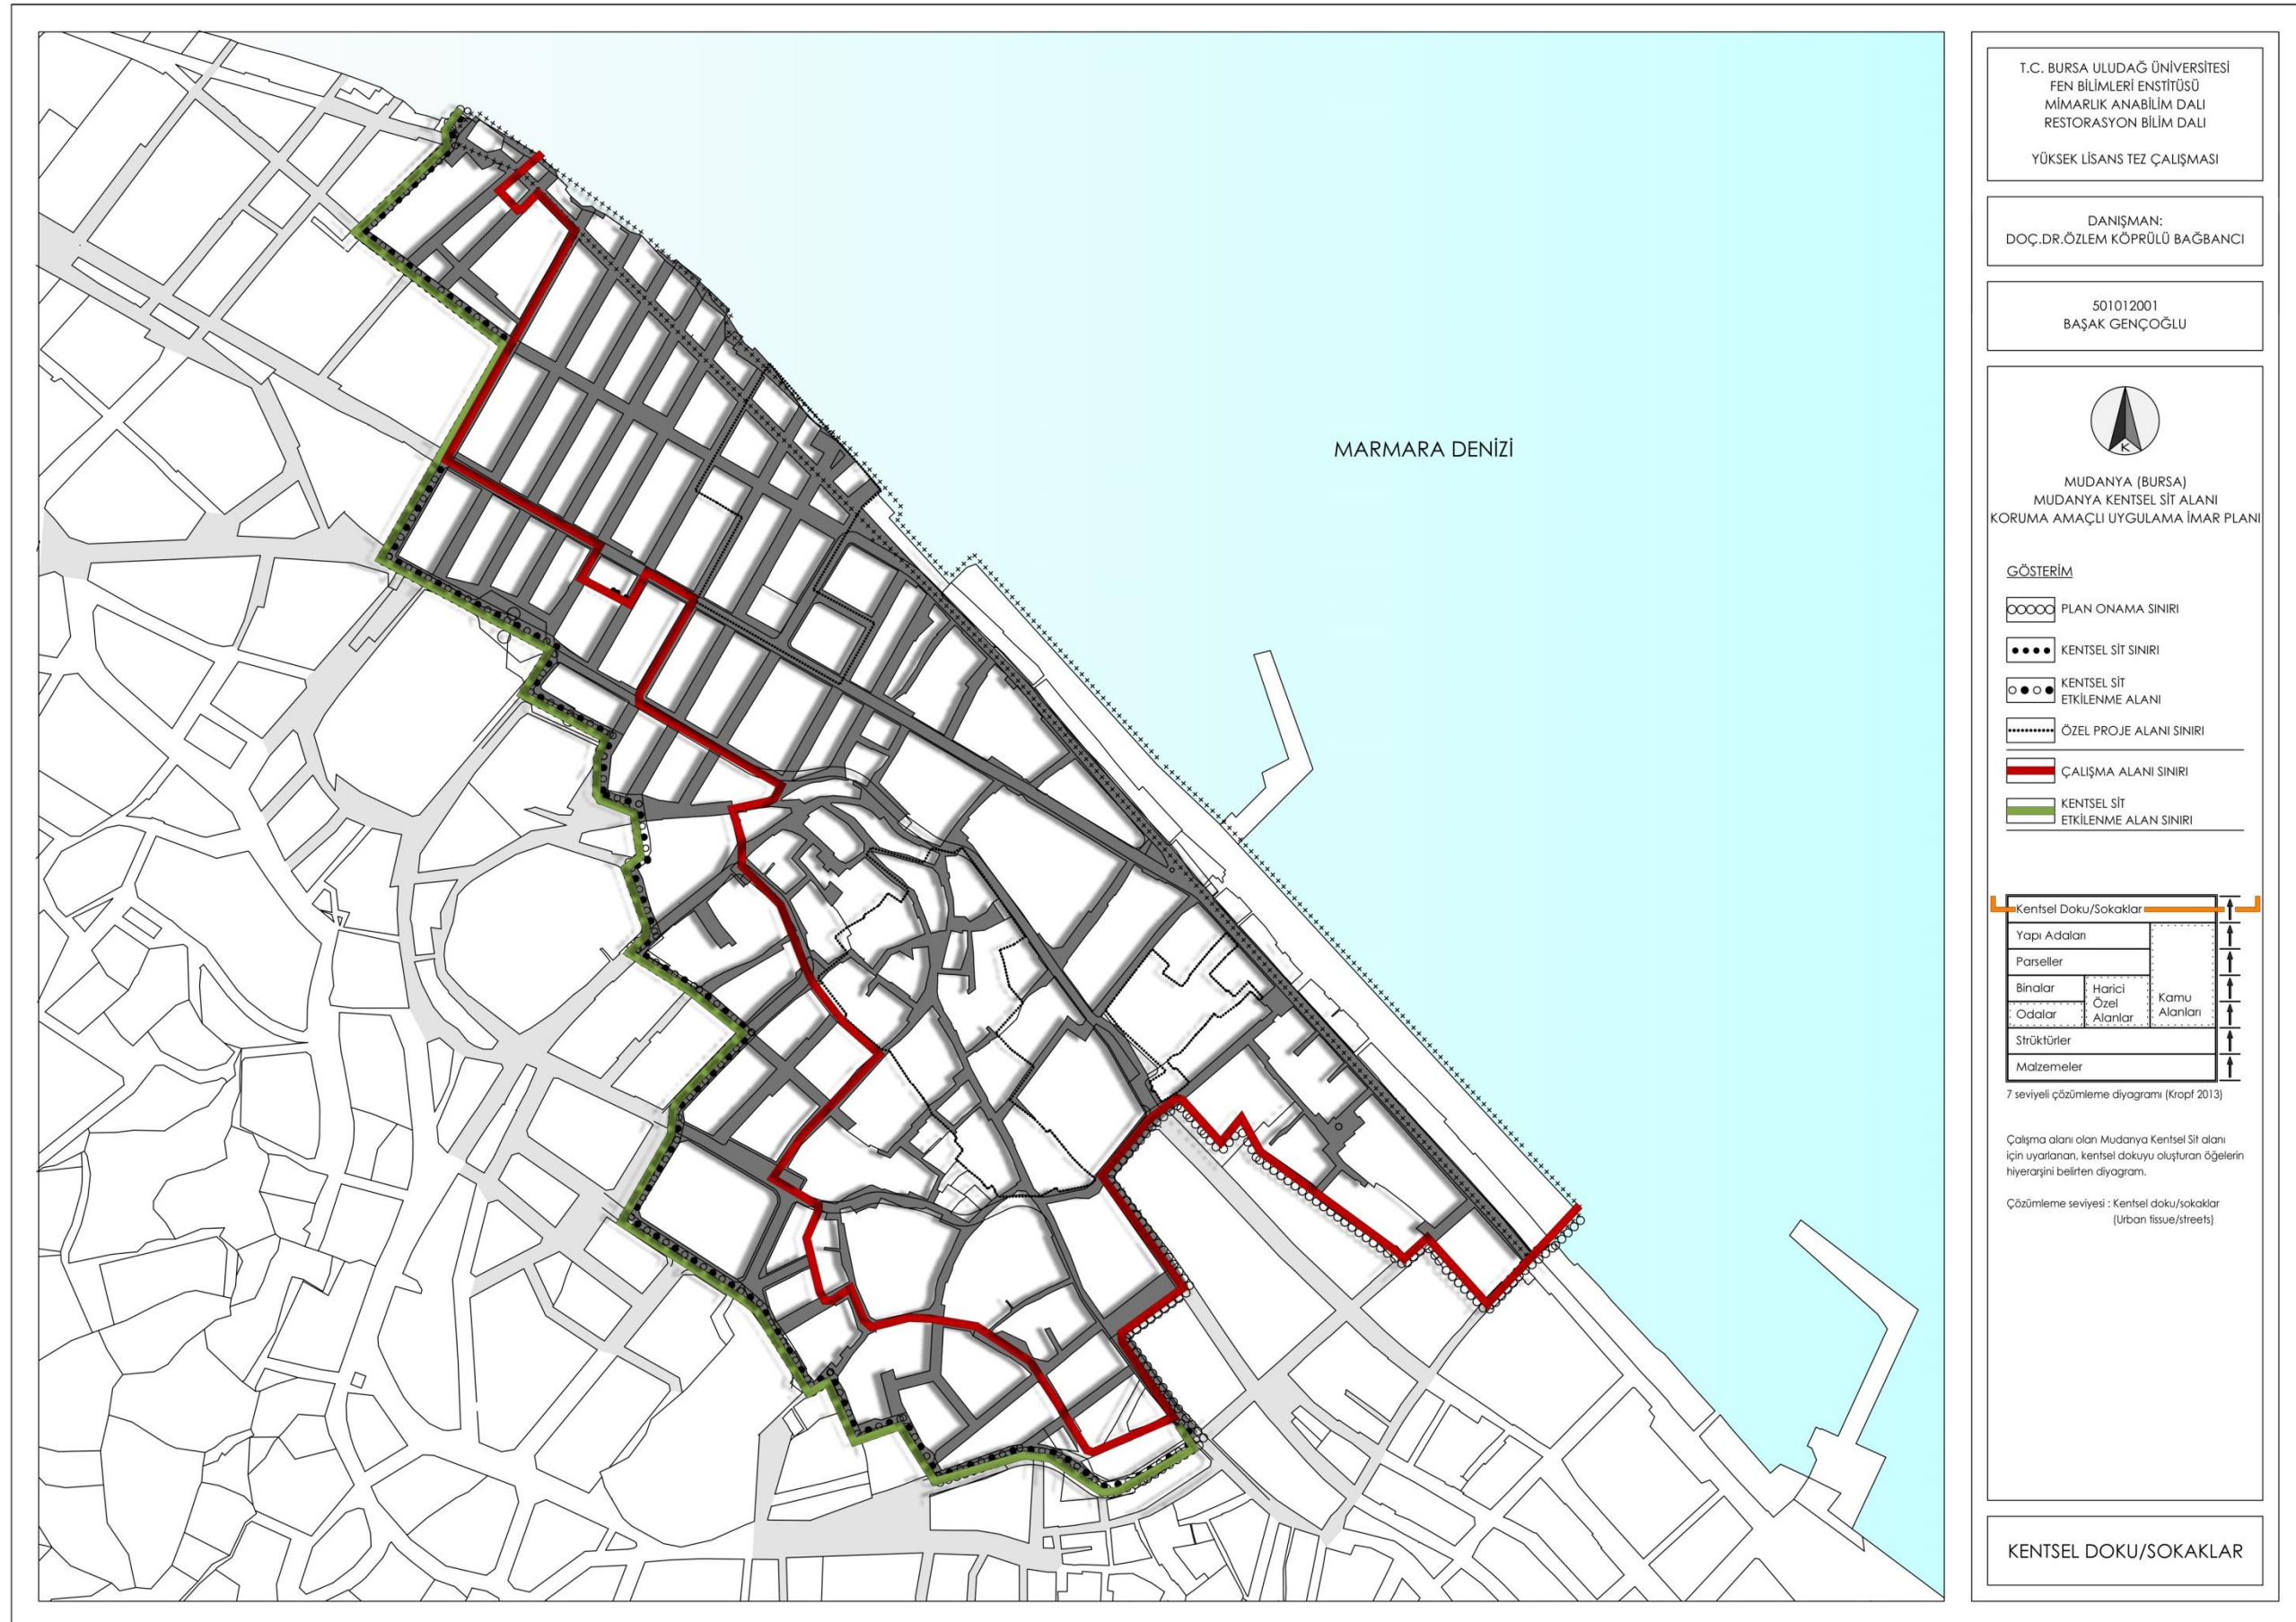 MARMARA DENİZİ
T.C. BURSA ULUDAĞ ÜNİVERSİTESİ
FEN BİLİMLERİ ENSTİTÜSÜ
MİMARLIK ANABİLİM DALI
RESTORASYON BİLİM DALI
YÜKSEK LİSANS TEZ ÇALIŞMASI
DANIŞMAN:
DOÇ.DR.ÖZLEM KÖPRÜLÜ BAĞBANCI
501012001
BAŞAK GENÇOĞLU
K
MUDANYA (BURSA)
MUDANYA KENTSEL SİT ALANI
KORUMA AMAÇLI UYGULAMA İMAR PLANI
GÖSTERİM
PLAN ONAMA SINIRI
KENTSEL SİT SINIRI
KENTSEL SİT
ETKİLENME ALANI
ÖZEL PROJE ALANI SINIRI
ÇALIŞMA ALANI SINIRI
KENTSEL SİT
ETKİLENME ALAN SINIRI
Kentsel Doku/Sokaklar
Yapı Adaları
Parseller
Binalar
Odalar
Harici
Özel
Alanlar
Kamu
Alanları
Strüktürler
Malzemeler
7 seviyeli çözümleme diyagramı (Kropf 2013)
Çalışma alanı olan Mudanya Kentsel Sit alanı
için uyarlanan, kentsel dokuyu oluşturan öğelerin
hiyerarşini belirten diyagram.
Çözümleme seviyesi : Kentsel doku/sokaklar
(Urban tissue/streets)
KENTSEL DOKU/SOKAKLAR